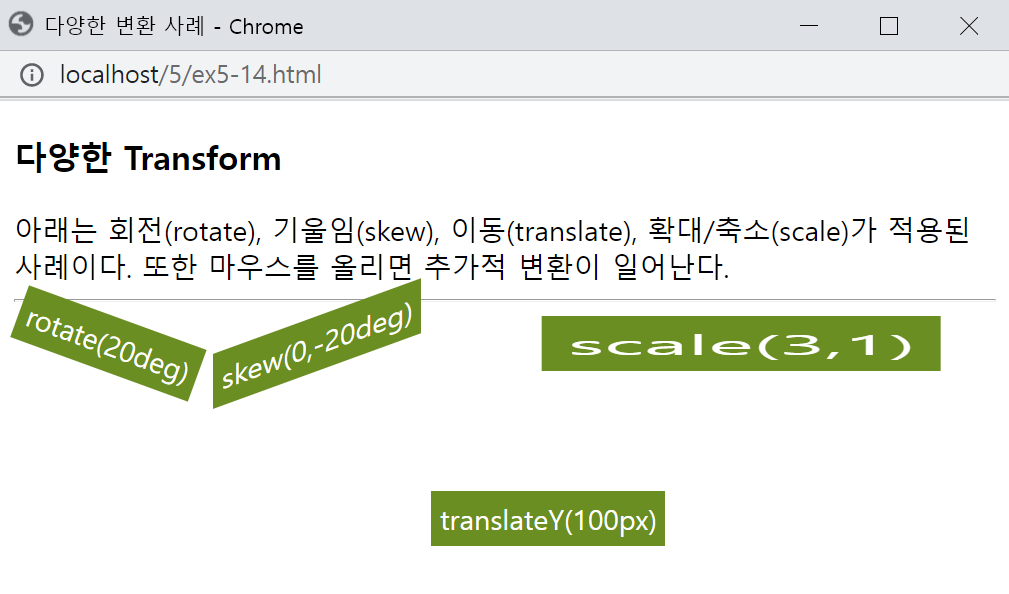 다양한 변환 사례 - Chrome
localhost/5/ex5-14.html
다양한 Transform
아래는 회전(rotate), 기울임(skew), 이동(translate), 확대/축소(scale)가 적용된
사례이다. 또한 마우스를 올리면 추가적 변환이 일어난다.
rotate(20deg)
skew(0,-20deg)
scale(3,1)
translateY(100px)